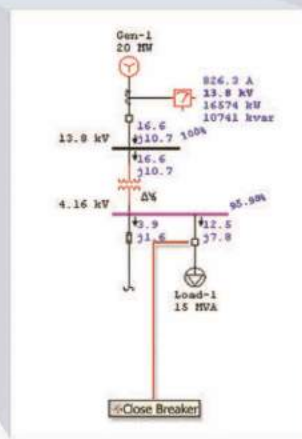 Gen-1
20 MW
826.3 A
13.8 kV
16574 kW
10741 kvar
16.6
j10.7
100%
13.8 kV
16.6
j10.7
4.16 kV
95.98%
3.9
j1.6
12.5
j7.8
Load-1
15 MVA
Close Breaker